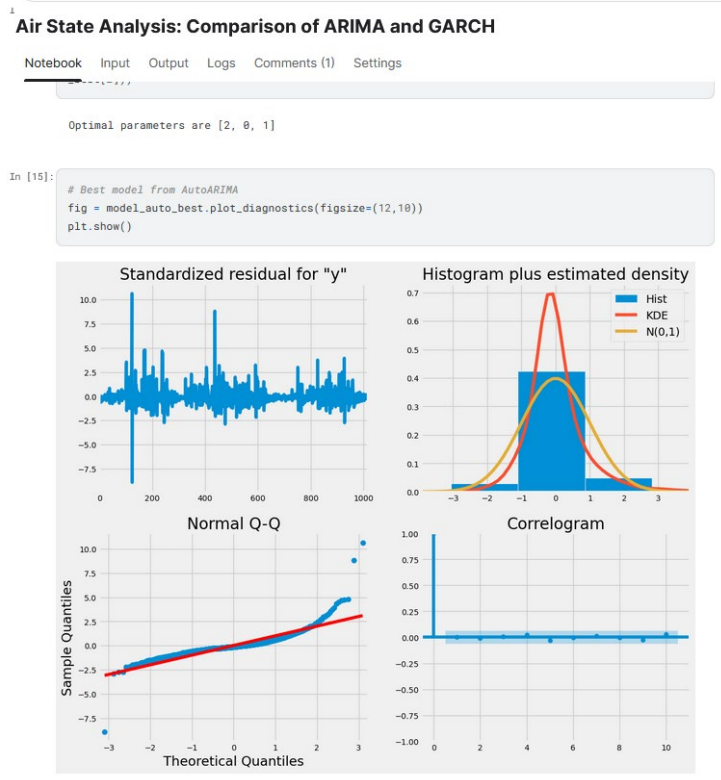 Air State Analysis: Comparison of ARIMA and GARCH
Notebook Input Output Logs Comments (1) Settings
Optimal parameters are [2, 0, 1]
In [15]:
# Best model from AutoARIMA
fig = model_auto_best.plot_diagnostics(figsize=(12,10))
plt.show()
Standardized residual for "y"
10.0
7.5
5.0
2.5
0.0
−2.5
−5.0
−7.5
0 200 400 600 800 1000
Histogram plus estimated density
Hist
KDE
N(0,1)
0.7
0.6
0.5
0.4
0.3
0.2
0.1
0.0
−3 −2 −1 0 1 2 3
Normal Q-Q
Sample Quantiles
10.0
7.5
5.0
2.5
0.0
−2.5
−5.0
−7.5
−3 −2 −1 0 1 2 3
Theoretical Quantiles
Correlogram
1.00
0.75
0.50
0.25
0.00
−0.25
−0.50
−0.75
−1.00
0 2 4 6 8 10